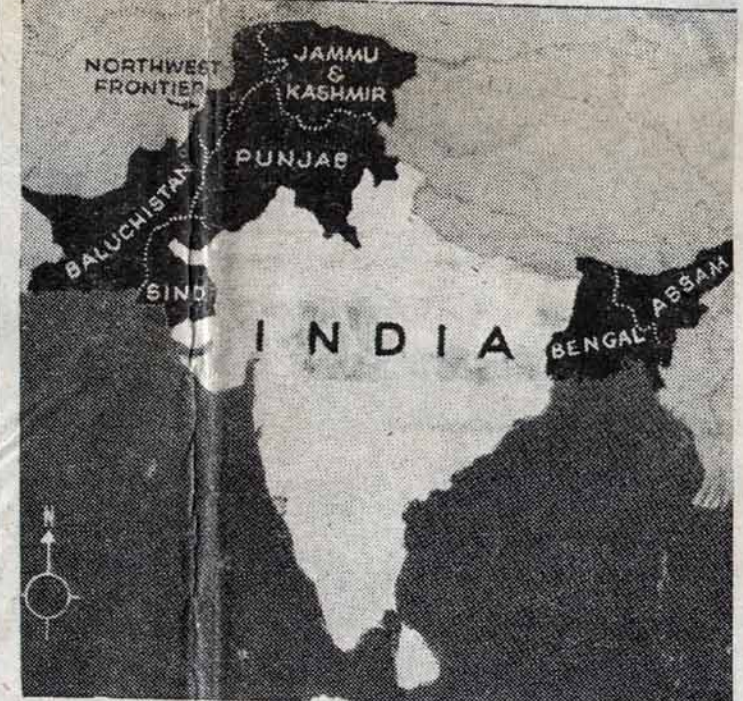 NORTHWEST
FRONTIER
JAMMU
&
KASHMIR
PUNJAB
BALUCHISTAN
SIND
INDIA
BENGAL
ASSAM
N